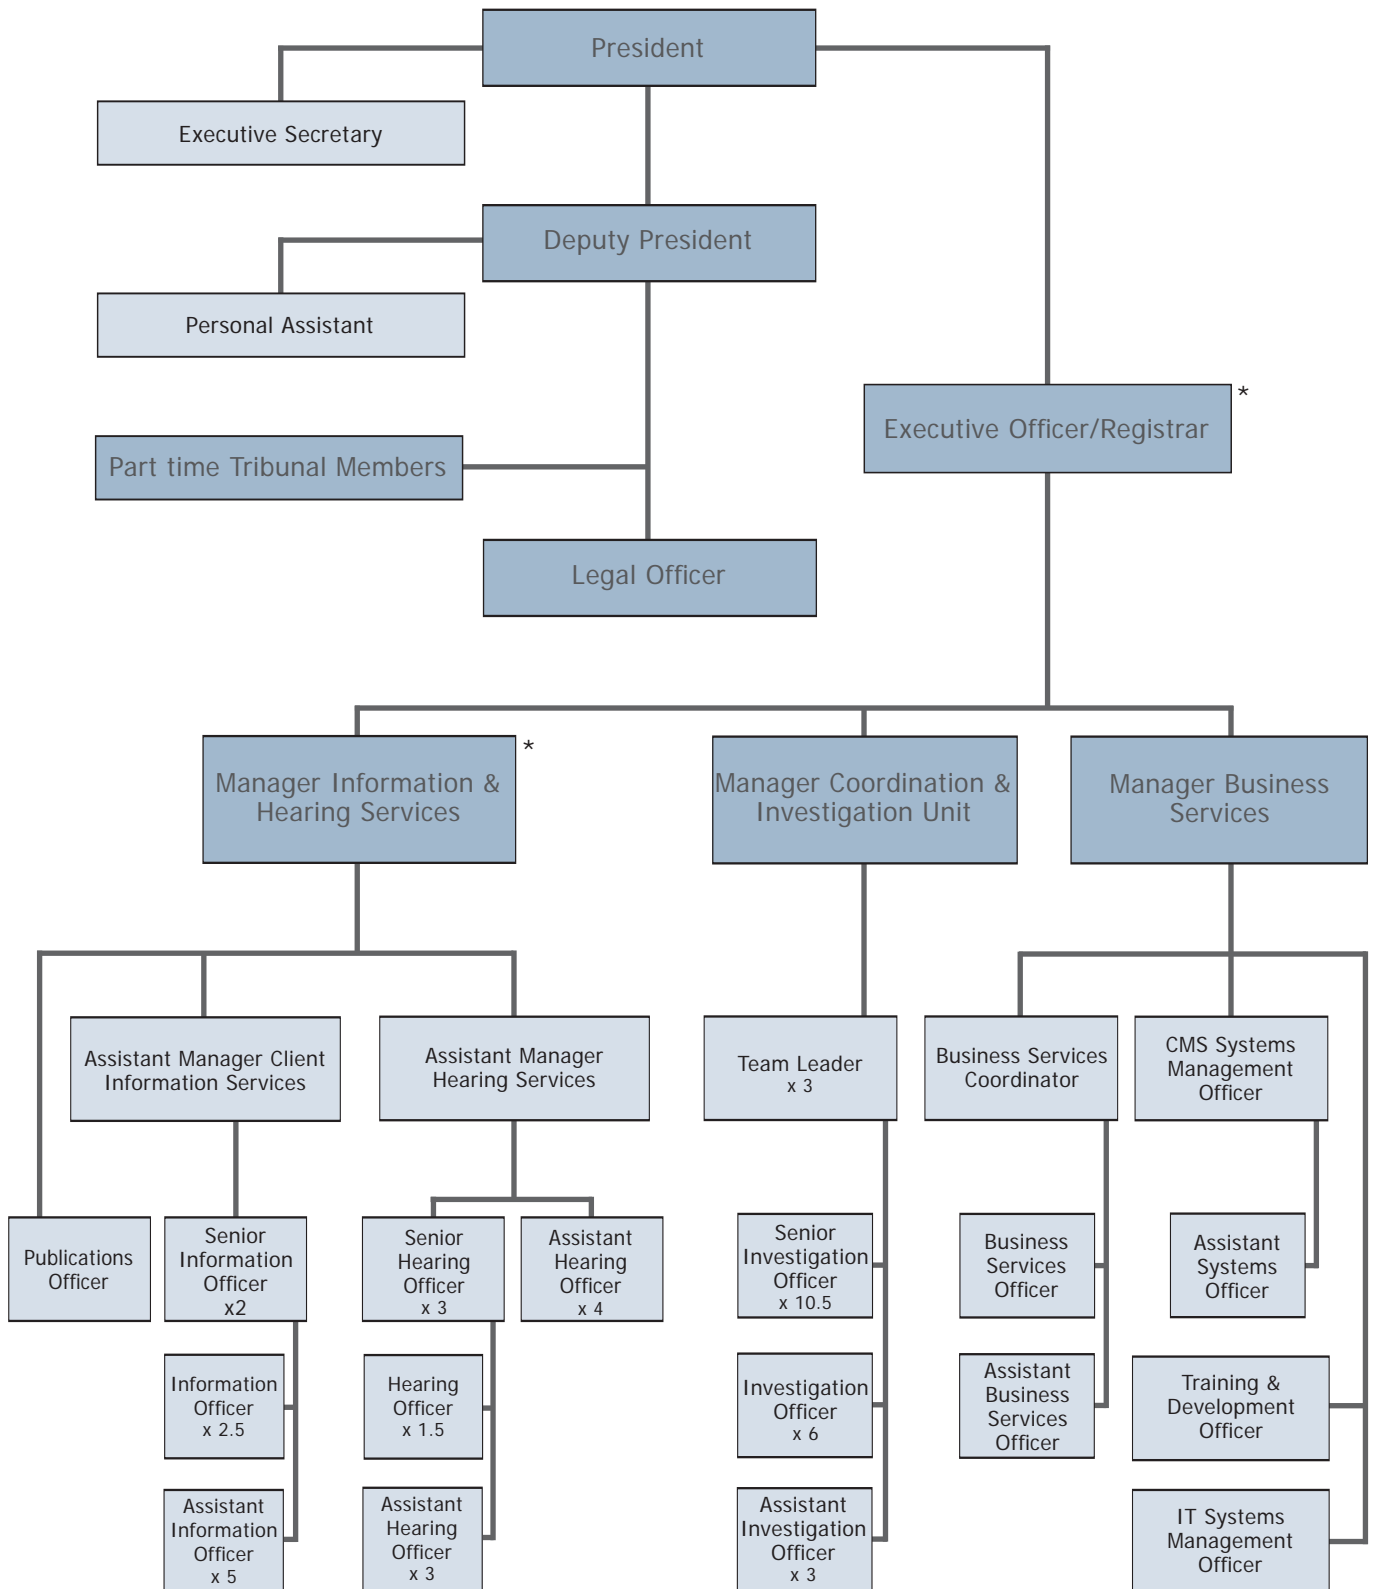 President
Executive Secretary
Deputy President
Personal Assistant
*
Executive Officer/Registrar
Part time Tribunal Members
Legal Officer
*
Manager Information &
Hearing Services
Manager Coordination &
Investigation Unit
Manager Business
Services
Assistant Manager Client
Information Services
Assistant Manager
Hearing Services
Team Leader
x 3
Business Services
Coordinator
CMS Systems
Management
Officer
Publications
Officer
Senior
Information
Officer
x2
Senior
Hearing
Officer
x 3
Assistant
Hearing
Officer
x 4
Senior
Investigation
Officer
x 10.5
Business
Services
Officer
Assistant
Systems
Officer
Information
Officer
x 2.5
Hearing
Officer
x 1.5
Investigation
Officer
x 6
Assistant
Business
Services
Officer
Training &
Development
Officer
Assistant
Information
Officer
x 5
Assistant
Hearing
Officer
x 3
Assistant
Investigation
Officer
x 3
IT Systems
Management
Officer